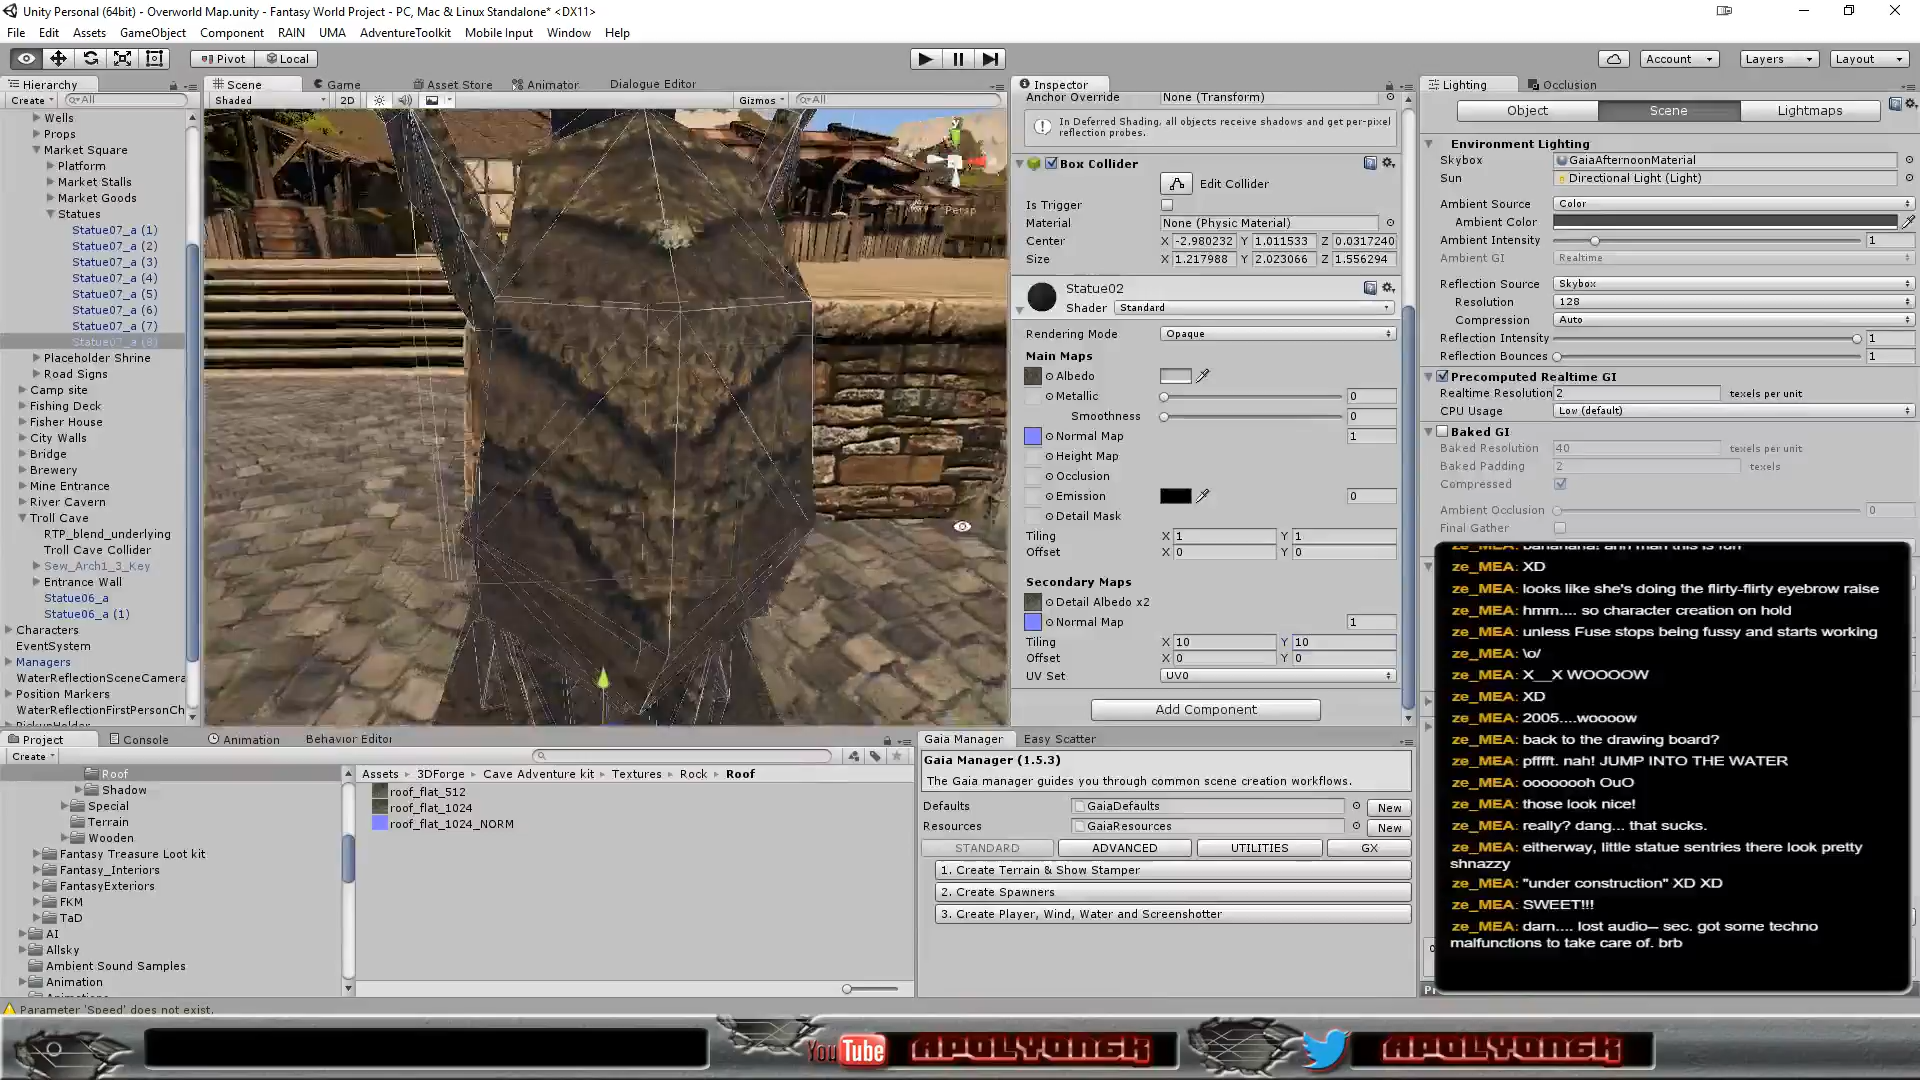 Unity Personal (64bit) - Overworld Map.unity - Fantasy World Project - PC, Mac & Linux Standalone* <DX11>
File Edit Assets GameObject Component RAIN UMA AdventureToolkit Mobile Input Window Help
Pivot Local Account Layers Layout
Hierarchy
Create All
Wells
Props
Market Square
Platform
Market Stalls
Market Goods
Statues
Statue07_a (1)
Statue07_a (2)
Statue07_a (3)
Statue07_a (4)
Statue07_a (5)
Statue07_a (6)
Statue07_a (7)
Statue07_a (8)
Placeholder Shrine
Road Signs
Camp site
Fishing Deck
Fisher House
City Walls
Bridge
Brewery
Mine Entrance
River Cavern
Troll Cave
RTP_blend_underlying
Troll Cave Collider
Sew_Arch1_3_Key
Entrance Wall
Statue06_a
Statue06_a (1)
Characters
EventSystem
Managers
WaterReflectionSceneCamera
Position Markers
WaterReflectionFirstPersonCh
Scene Game Asset Store Animator Dialogue Editor
Shaded 2D Gizmos All
y
Persp
Inspector
Anchor Override None (Transform)
In Deferred Shading, all objects receive shadows and get per-pixel
reflection probes.
Box Collider
Edit Collider
Is Trigger
Material None (Physic Material)
Center X -2.980232 Y 1.011533 Z 0.0317240
Size X 1.217988 Y 2.023066 Z 1.556294
Statue02
Shader Standard
Rendering Mode Opaque
Main Maps
Albedo
Metallic 0
Smoothness 0
Normal Map 1
Height Map
Occlusion
Emission 0
Detail Mask
Tiling X 1 Y 1
Offset X 0 Y 0
Secondary Maps
Detail Albedo x2
Normal Map 1
Tiling X 10 Y 10
Offset X 0 Y 0
UV Set UV0
Add Component
Lighting Occlusion
Object Scene Lightmaps
Environment Lighting
Skybox GaiaAfternoonMaterial
Sun Directional Light (Light)
Ambient Source Color
Ambient Color
Ambient Intensity 1
Ambient GI Realtime
Reflection Source Skybox
Resolution 128
Compression Auto
Reflection Intensity 1
Reflection Bounces 1
Precomputed Realtime GI
Realtime Resolution 2 texels per unit
CPU Usage Low (default)
Baked GI
Baked Resolution 40 texels per unit
Baked Padding 2 texels
Compressed
Ambient Occlusion 0
Final Gather
ze_MEA: XD
ze_MEA: looks like she's doing the flirty-flirty eyebrow raise
ze_MEA: hmm.... so character creation on hold
ze_MEA: unless Fuse stops being fussy and starts working
ze_MEA: \o/
ze_MEA: X__X WOOOOW
ze_MEA: XD
ze_MEA: 2005....woooow
ze_MEA: back to the drawing board?
ze_MEA: pfffft. nah! JUMP INTO THE WATER
ze_MEA: oooooooh OuO
ze_MEA: those look nice!
ze_MEA: really? dang... that sucks.
ze_MEA: eitherway, little statue sentries there look pretty
shnazzy
ze_MEA: "under construction" XD XD
ze_MEA: SWEET!!!
ze_MEA: darn.... lost audio-- sec. got some techno
malfunctions to take care of. brb
Project Console Animation Behavior Editor
Create
Roof
Shadow
Special
Terrain
Wooden
Fantasy Treasure Loot kit
Fantasy_Interiors
FantasyExteriors
FKM
TaD
AI
Allsky
Ambient Sound Samples
Animation
Assets 3DForge Cave Adventure kit Textures Rock Roof
roof_flat_512
roof_flat_1024
roof_flat_1024_NORM
Gaia Manager Easy Scatter
Gaia Manager (1.5.3)
The Gaia manager guides you through common scene creation workflows.
Defaults GaiaDefaults New
Resources GaiaResources New
STANDARD ADVANCED UTILITIES GX
1. Create Terrain & Show Stamper
2. Create Spawners
3. Create Player, Wind, Water and Screenshotter
Parameter 'Speed' does not exist.
YouTube APOLYONGK APOLYONGK